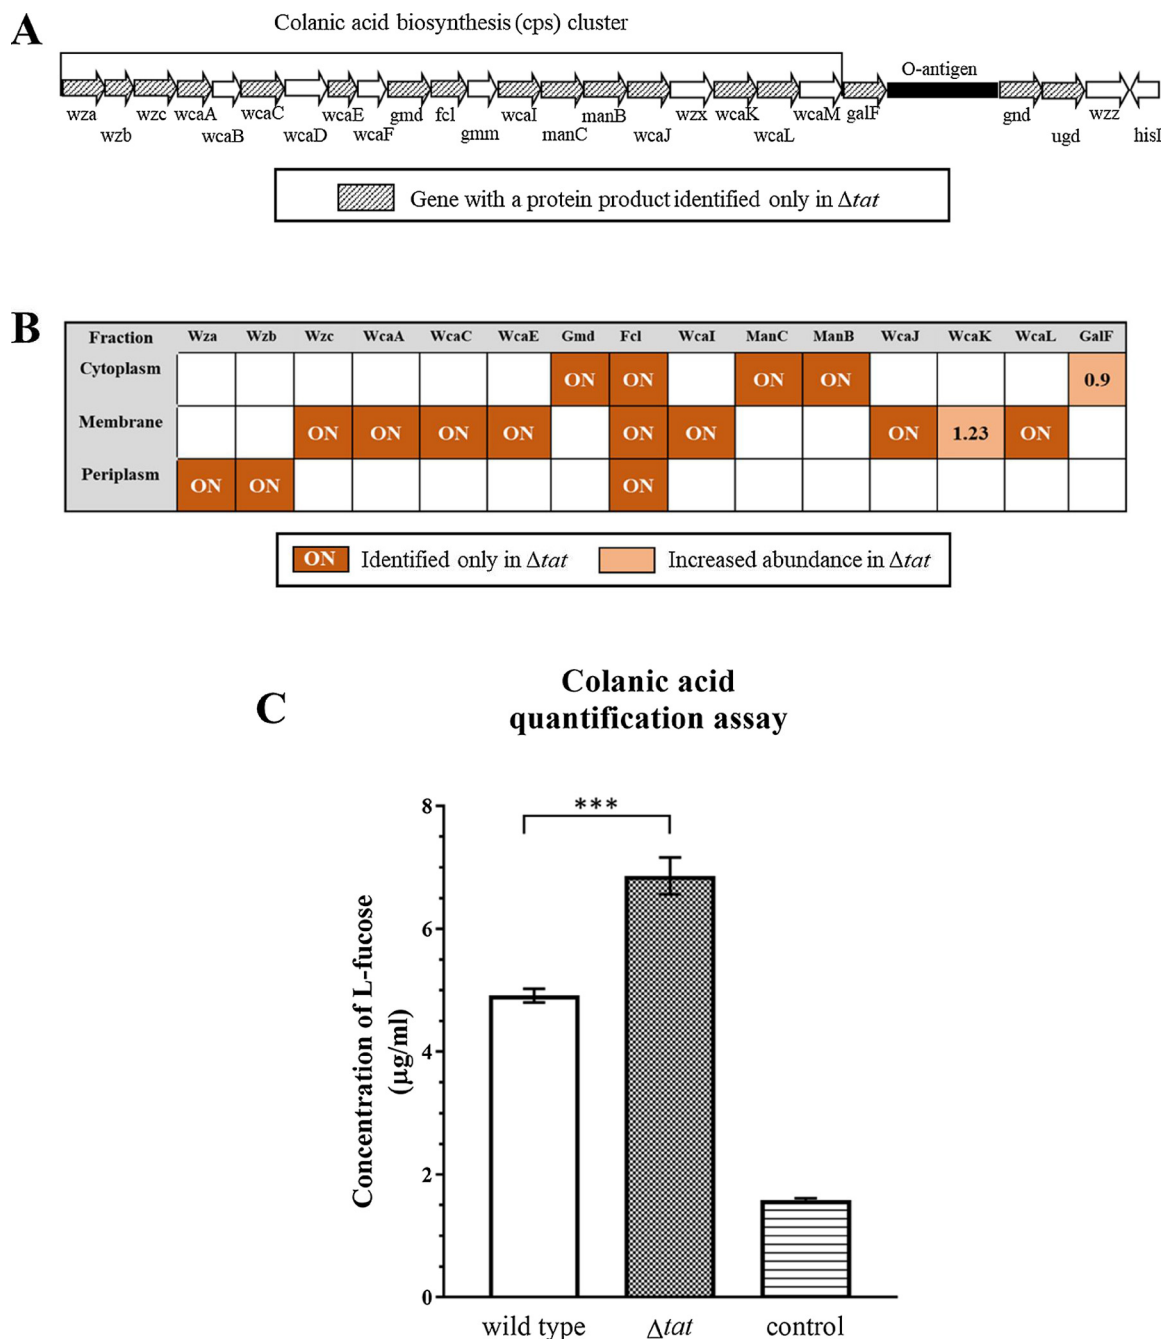 A
Colanic acid biosynthesis (cps) cluster
O-antigen
wza wzc wcaA wcaC wcaE gmd fcl wcaI manB wzx wcaK wcaM galF gnd wzz
wzb wcaB wcaD wcaF gmm manC wcaJ wcaL ugd hisI
Gene with a protein product identified only in Δtat
B
Fraction Wza Wzb Wzc WcaA WcaC WcaE Gmd Fcl WcaI ManC ManB WcaJ WcaK WcaL GalF
Cytoplasm ON ON ON ON 0.9
Membrane ON ON ON ON ON ON ON 1.23 ON
Periplasm ON ON ON
ON Identified only in Δtat Increased abundance in Δtat
C
Colanic acid
quantification assay
***
Concentration of L-fucose
(µg/ml)
8
6
4
2
0
wild type Δtat control